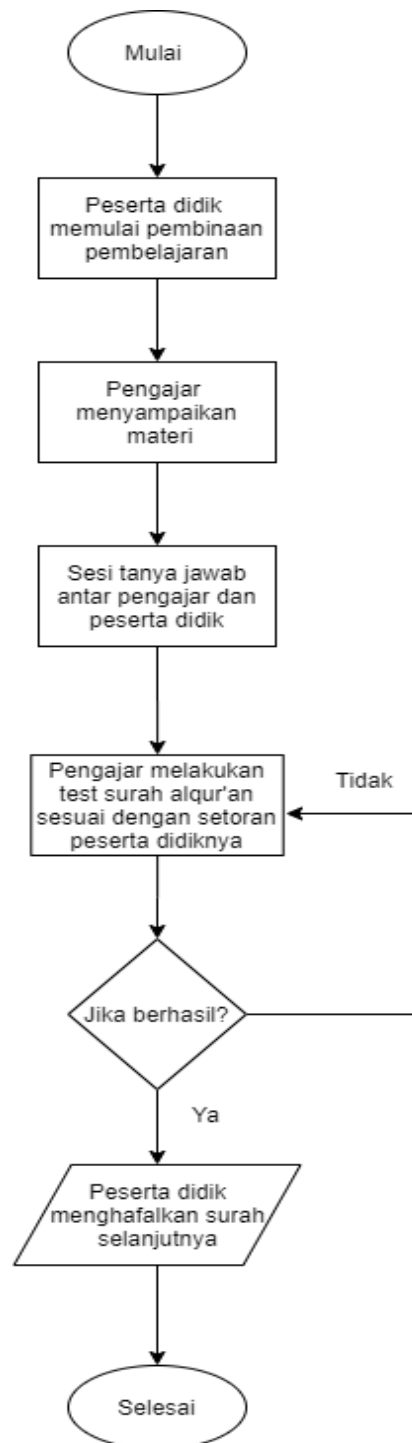 Mulai
Peserta didik
memulai pembinaan
pembelajaran
Pengajar
menyampaikan
materi
Sesi tanya jawab
antar pengajar dan
peserta didik
Pengajar melakukan
test surah alqur'an
sesuai dengan setoran
peserta didiknya
Tidak
Jika berhasil?
Ya
Peserta didik
menghafalkan surah
selanjutnya
Selesai